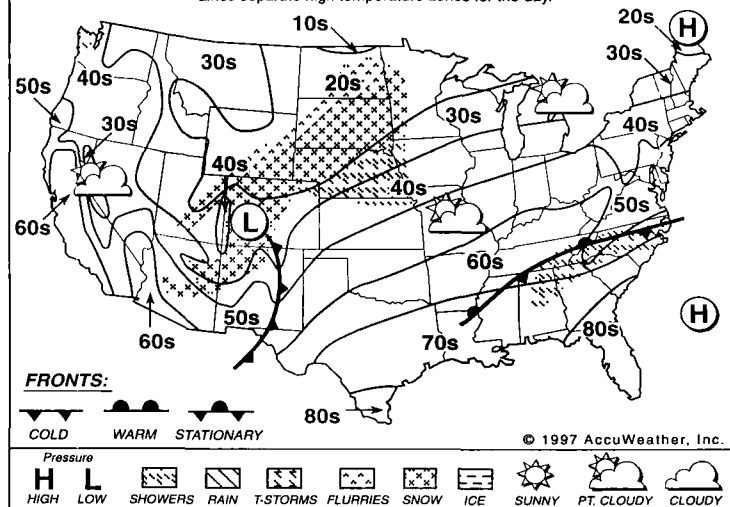 Lines separate high temperature zones for the day.
10s
20s
H
50s
40s
30s
20s
30s
30s
30s
40s
40s
40s
60s
L
50s
60s
60s
50s
70s
80s
H
80s
FRONTS:
COLD WARM STATIONARY
© 1997 AccuWeather, Inc.
Pressure
H L
HIGH LOW SHOWERS RAIN T-STORMS FLURRIES SNOW ICE SUNNY PT. CLOUDY CLOUDY